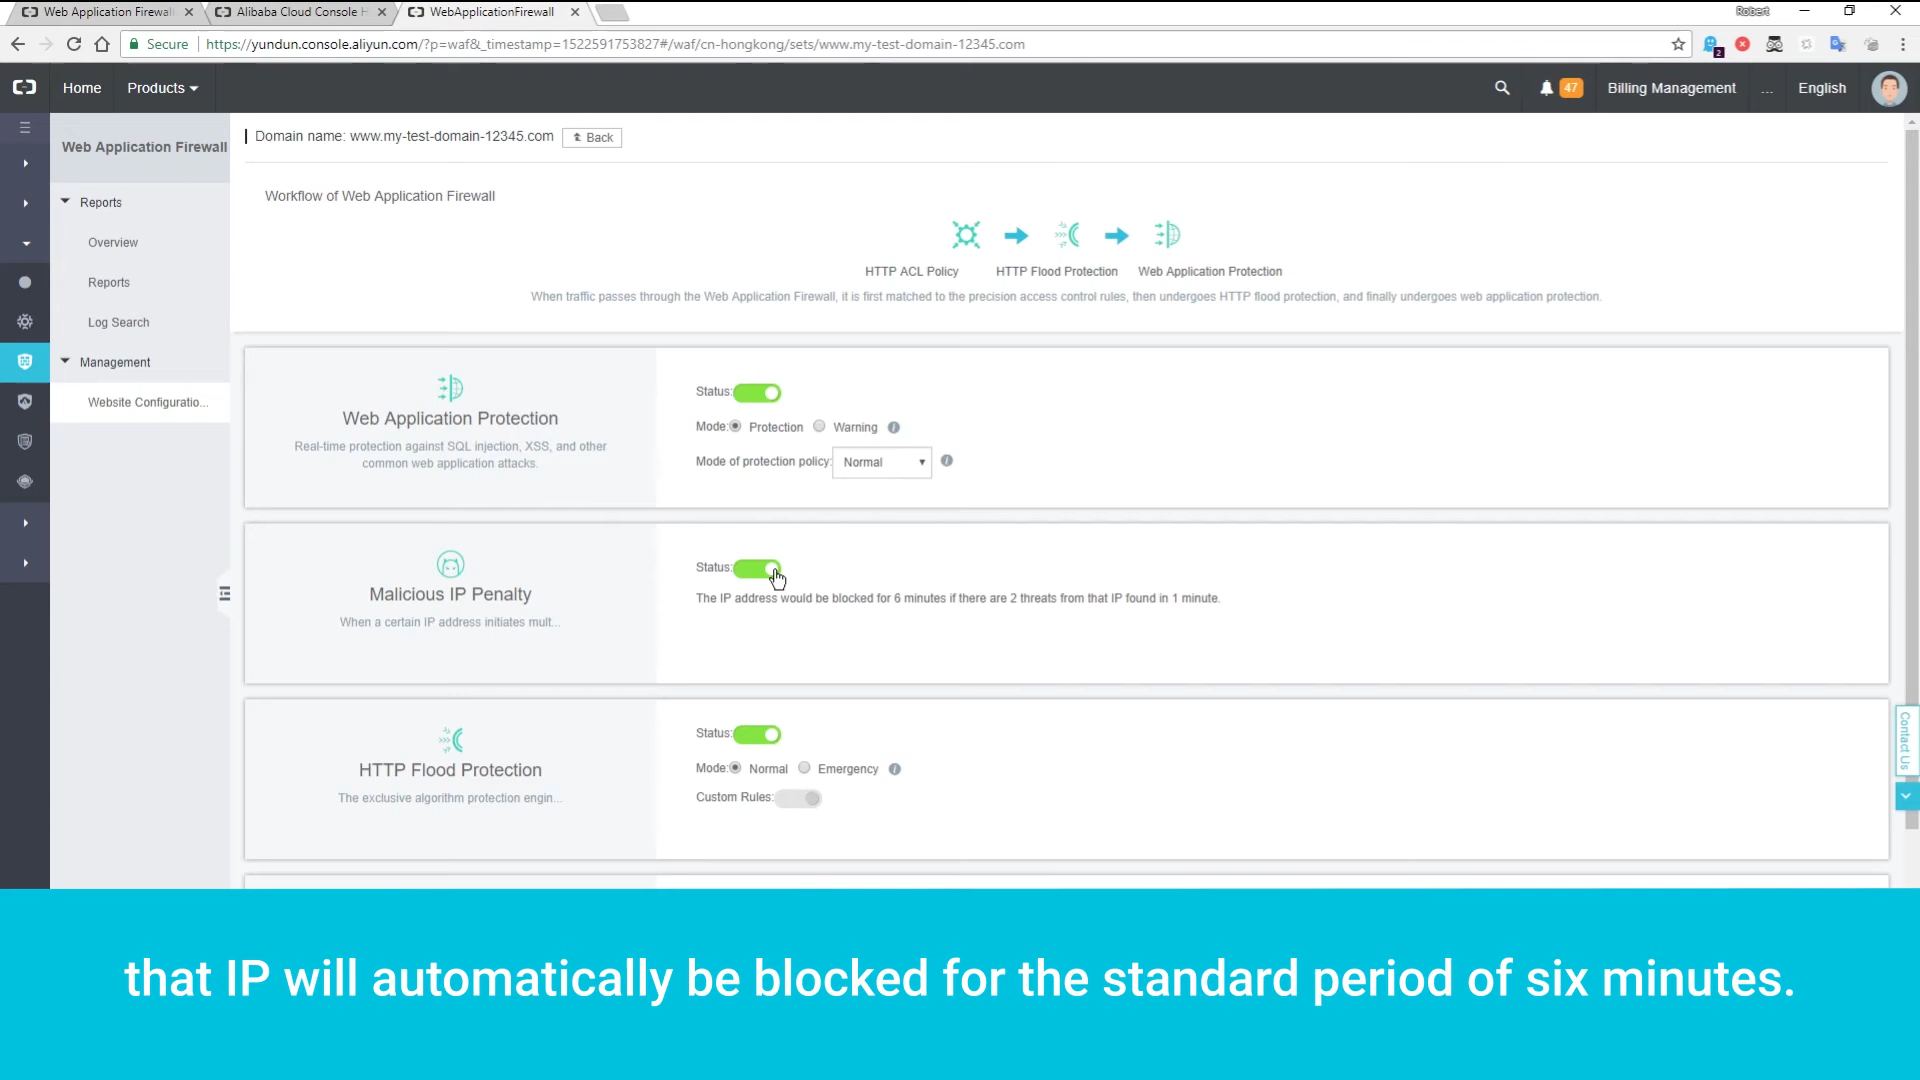 Web Application Firewal
Alibaba Cloud Console H
WebApplicationFirewall
Robert
Secure
https://yundun.console.aliyun.com/?p=waf&_timestamp=1522591753827#/waf/cn-hongkong/sets/www.my-test-domain-12345.com
2
Home
Products
47
Billing Management
...
English
Web Application Firewall
Reports
Overview
Reports
Log Search
Management
Website Configuratio...
Domain name: www.my-test-domain-12345.com
Back
Workflow of Web Application Firewall
HTTP ACL Policy
HTTP Flood Protection
Web Application Protection
When traffic passes through the Web Application Firewall, it is first matched to the precision access control rules, then undergoes HTTP flood protection, and finally undergoes web application protection.
Web Application Protection
Real-time protection against SQL injection, XSS, and other
common web application attacks.
Status:
Mode: Protection Warning
Mode of protection policy: Normal
Malicious IP Penalty
When a certain IP address initiates mult...
Status:
The IP address would be blocked for 6 minutes if there are 2 threats from that IP found in 1 minute.
HTTP Flood Protection
The exclusive algorithm protection engin...
Status:
Mode: Normal Emergency
Custom Rules:
Contact Us
that IP will automatically be blocked for the standard period of six minutes.